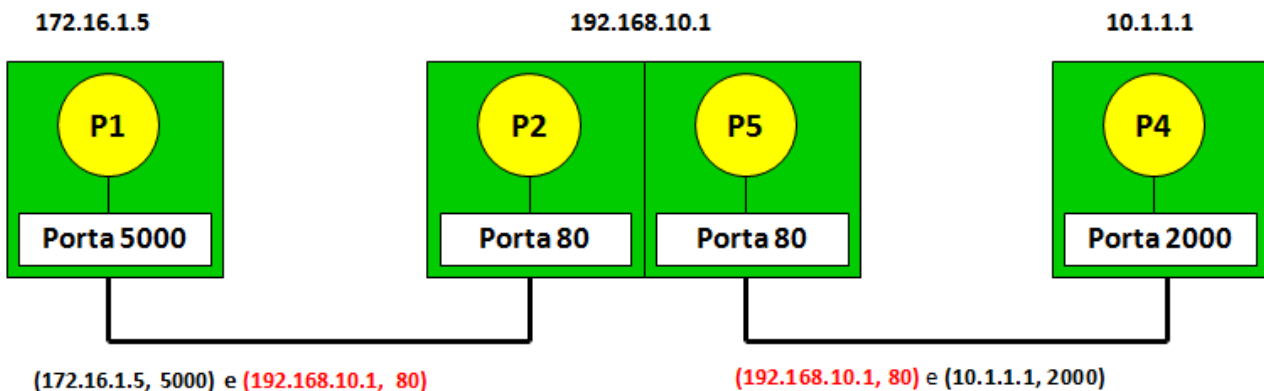 172.16.1.5 192.168.10.1 10.1.1.1
P1 P2 P5 P4
Porta 5000 Porta 80 Porta 80 Porta 2000
(172.16.1.5, 5000) e (192.168.10.1, 80) (192.168.10.1, 80) e (10.1.1.1, 2000)